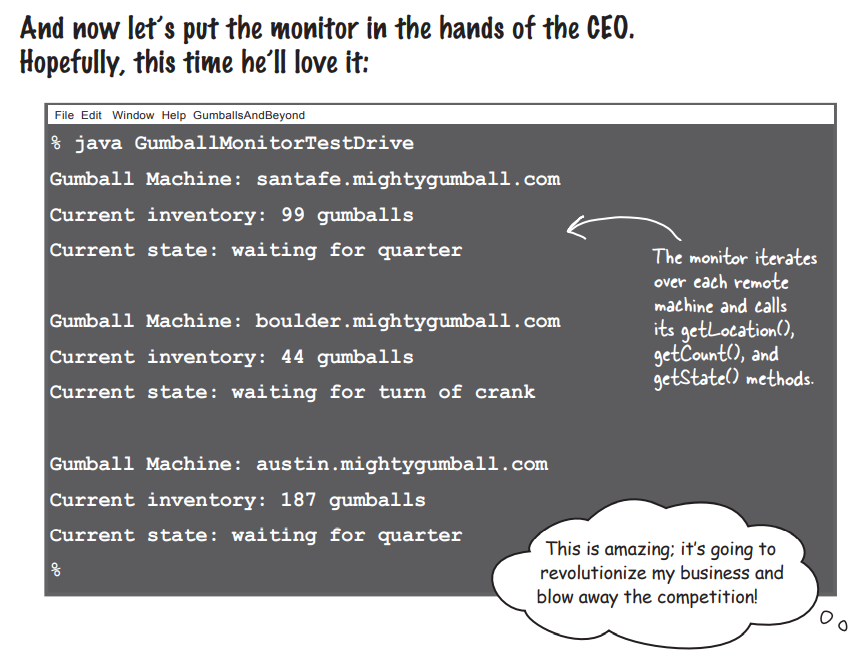 And now let's put the monitor in the hands of the CEO.
Hopefully, this time he'll love it:
File Edit Window Help GumballsAndBeyond
% java GumballMonitorTestDrive
Gumball Machine: santafe.mightygumball.com
Current inventory: 99 gumballs
Current state: waiting for quarter
Gumball Machine: boulder.mightygumball.com
Current inventory: 44 gumballs
Current state: waiting for turn of crank
Gumball Machine: austin.mightygumball.com
Current inventory: 187 gumballs
Current state: waiting for quarter
%
The monitor iterates
over each remote
machine and calls
its getLocation(),
getCount(), and
getState() methods.
This is amazing; it's going to
revolutionize my business and
blow away the competition!